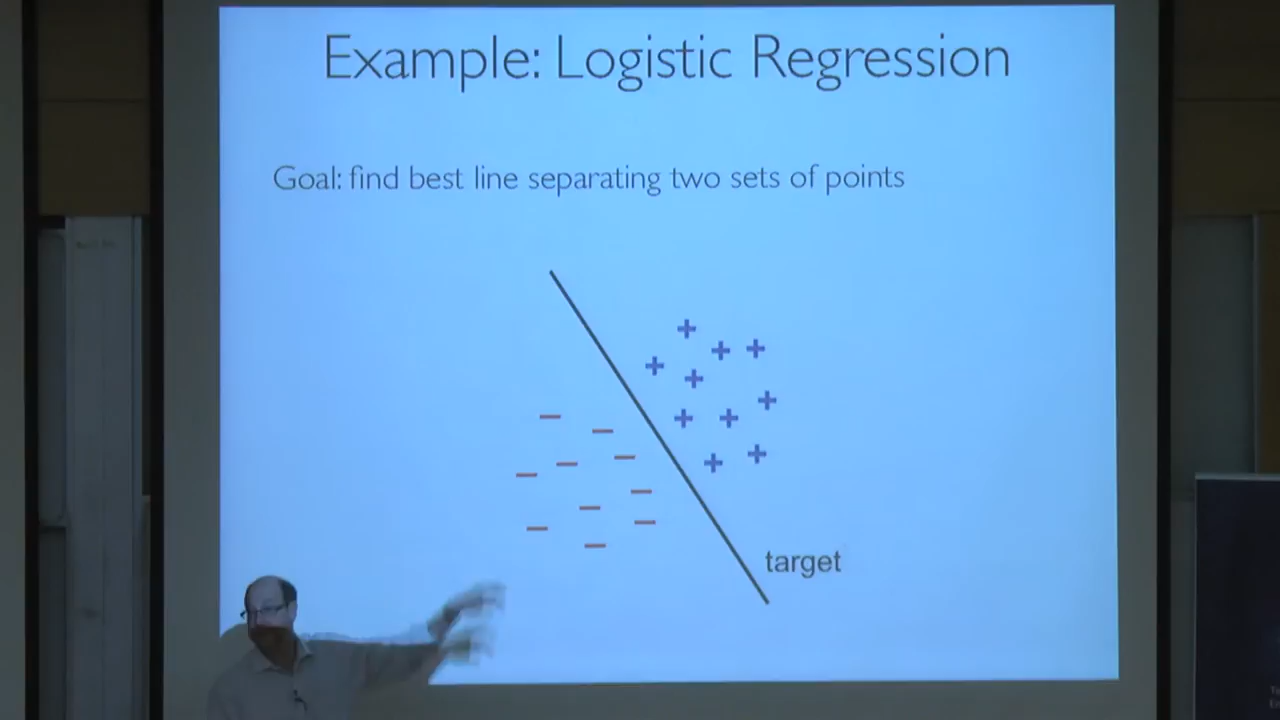 Example: Logistic Regression
Goal: find best line separating two sets of points
target